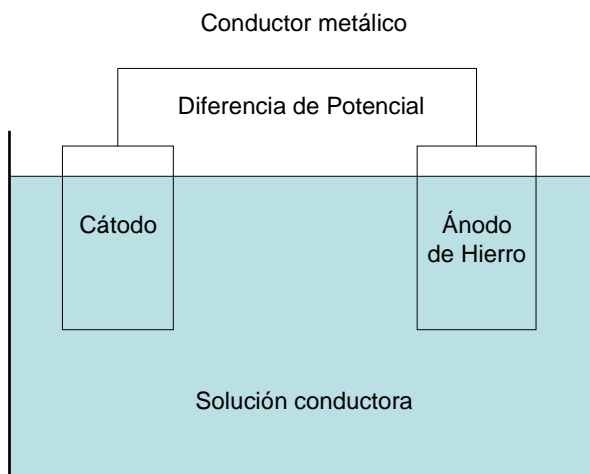 Conductor metálico
Diferencia de Potencial
Cátodo
Ánodo
de Hierro
Solución conductora